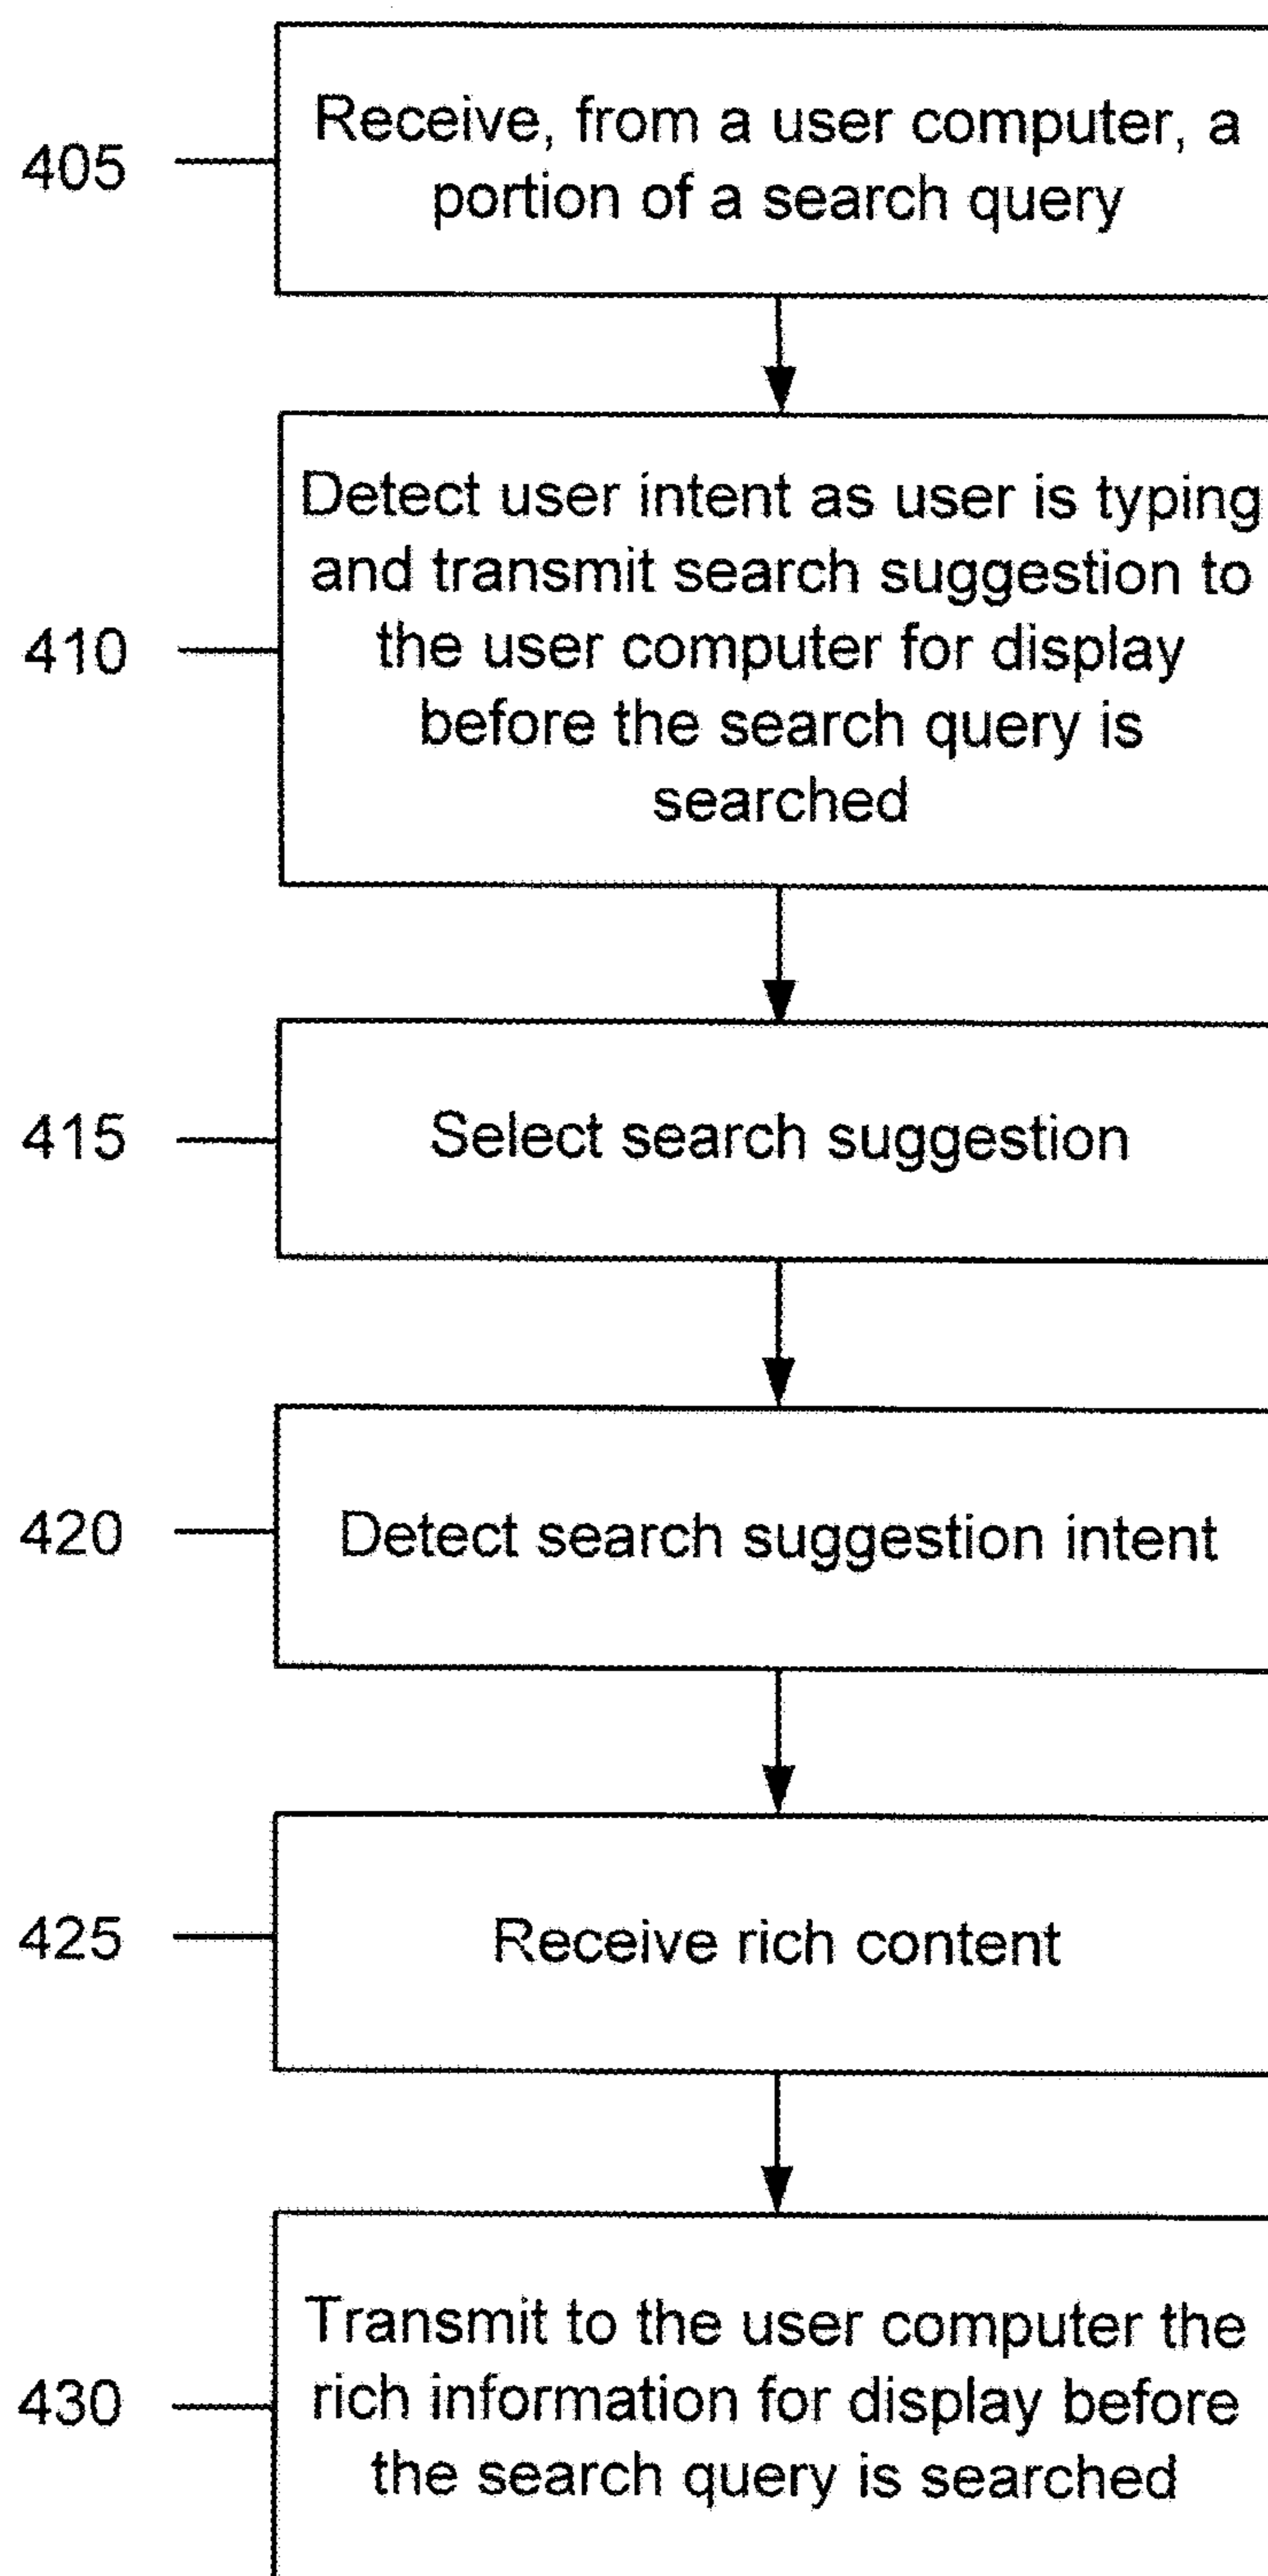 Receive, from a user computer, a
portion of a search query
405
Detect user intent as user is typing
and transmit search suggestion to
the user computer for display
before the search query is
searched
410
Select search suggestion
415
Detect search suggestion intent
420
Receive rich content
425
Transmit to the user computer the
rich information for display before
the search query is searched
430